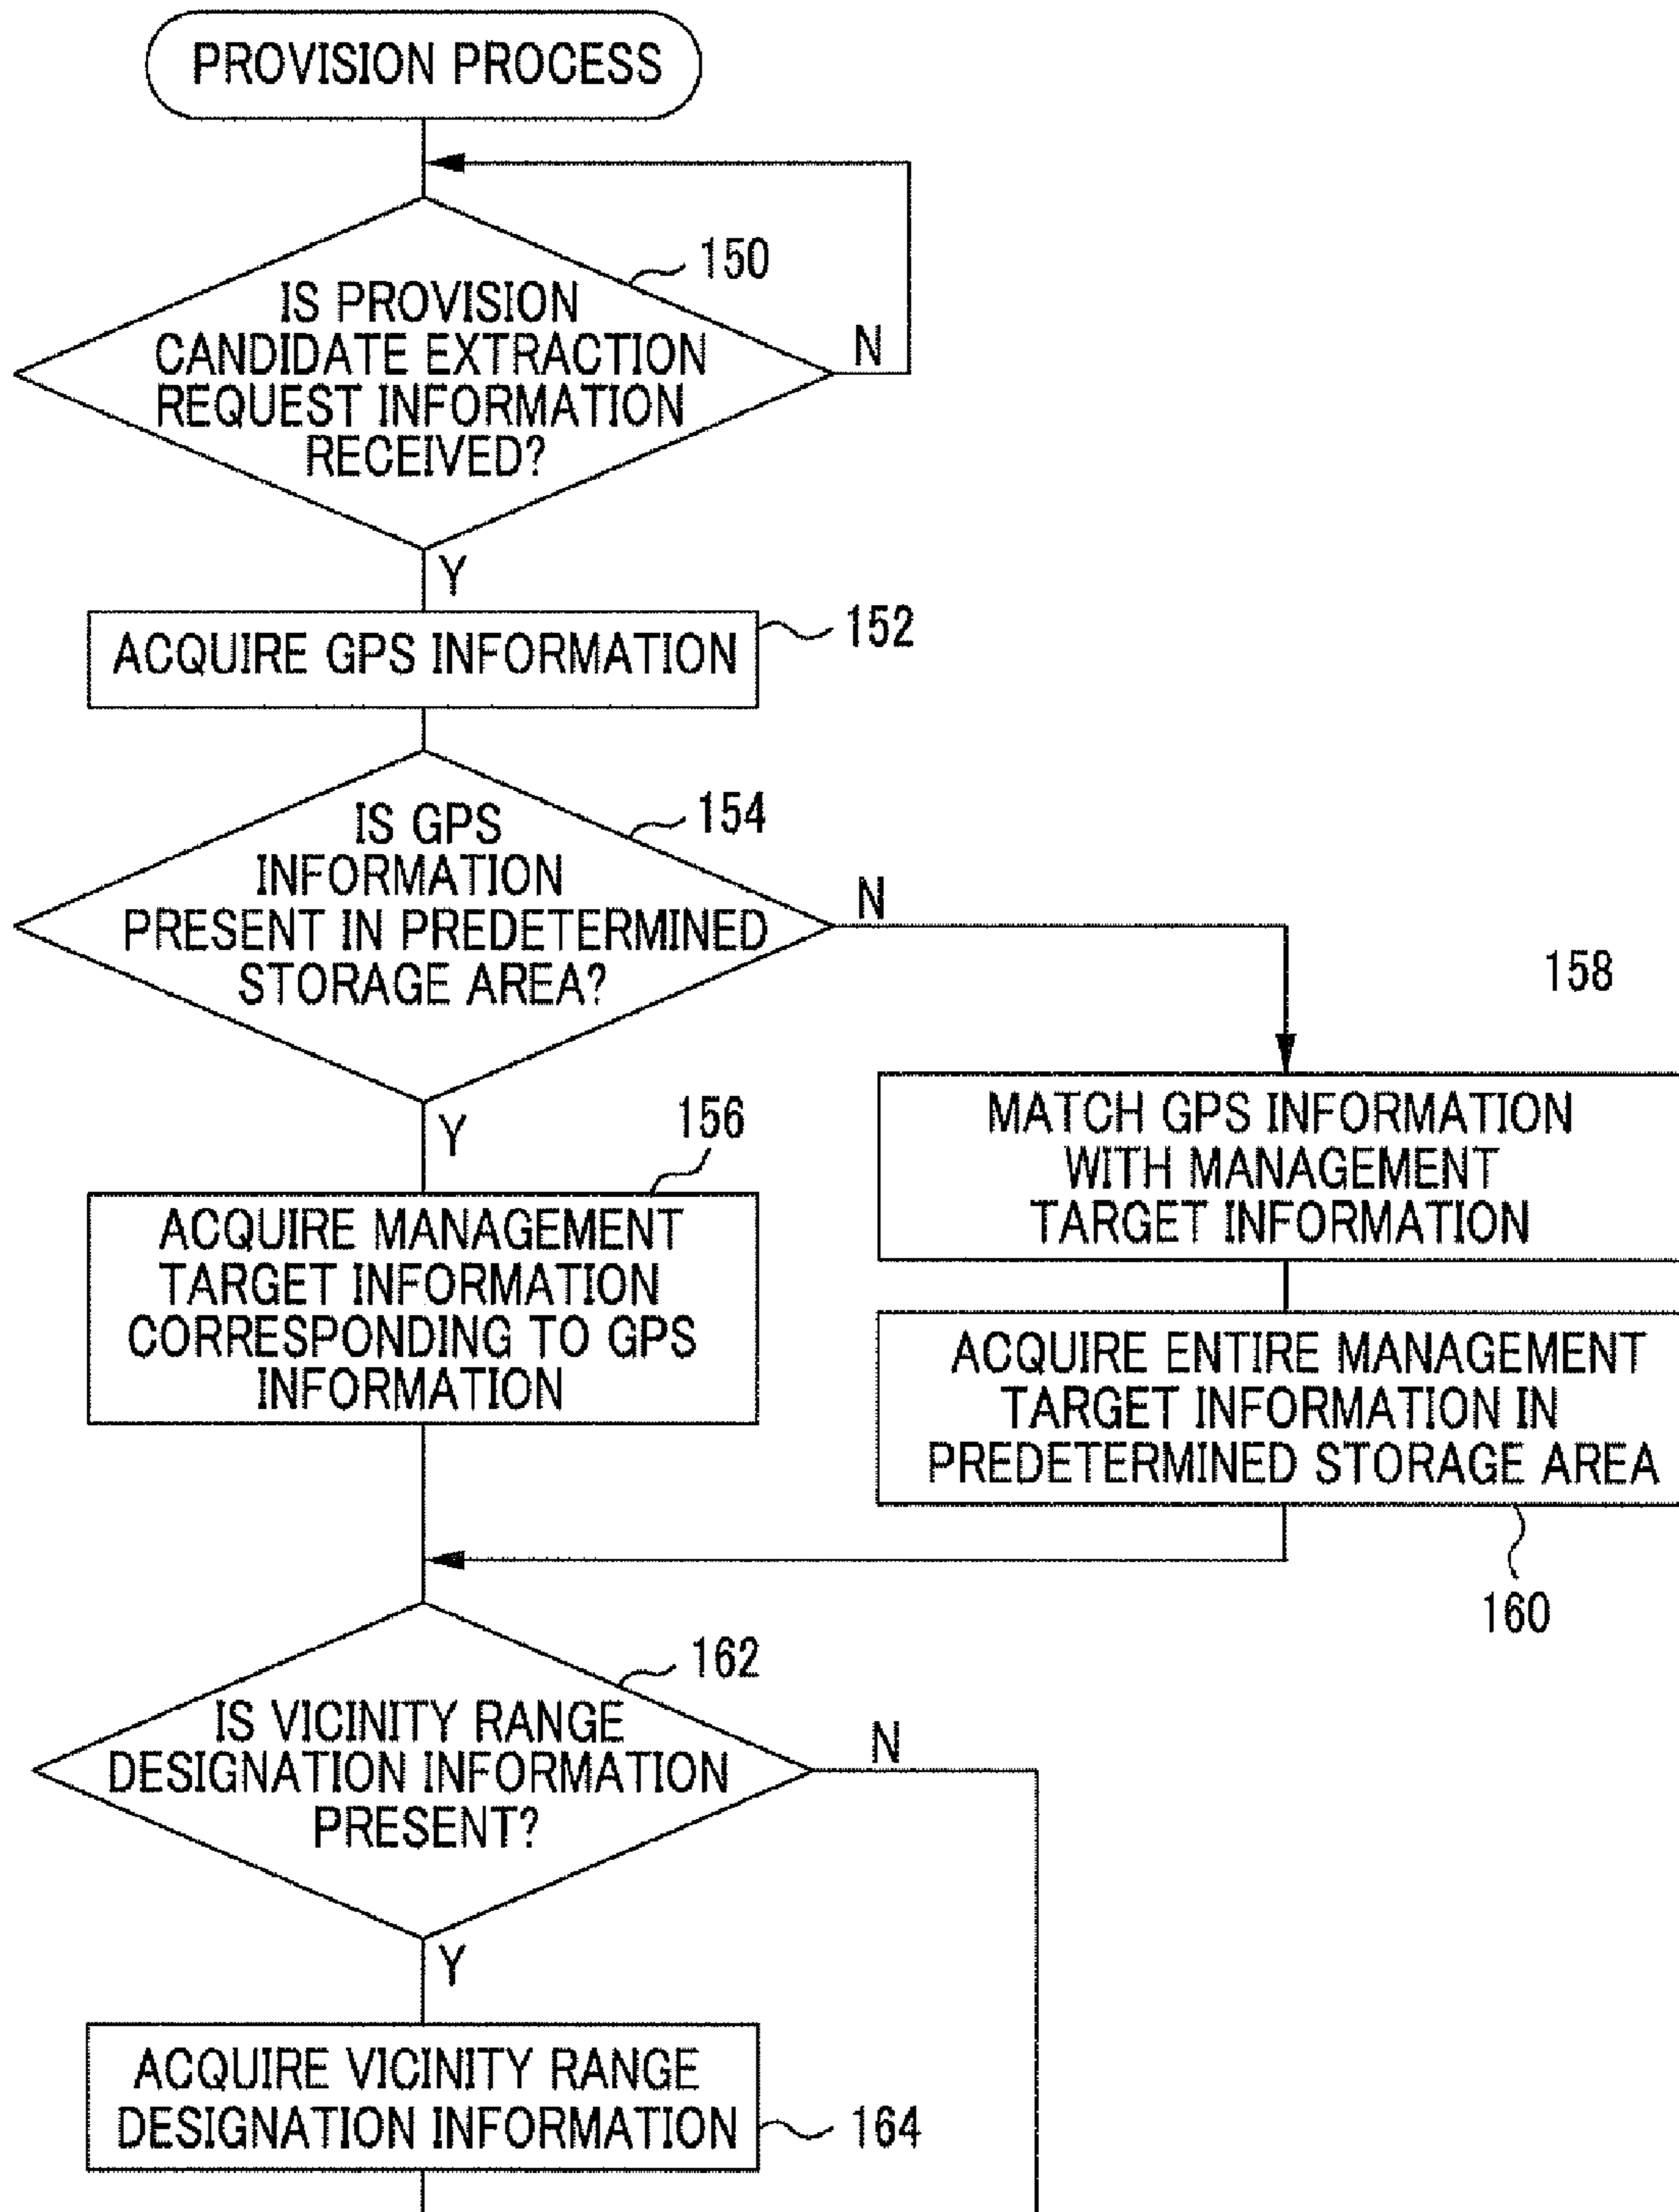 PROVISION PROCESS
150
IS PROVISION
CANDIDATE EXTRACTION
REQUEST INFORMATION
RECEIVED?
N
Y
ACQUIRE GPS INFORMATION
152
154
IS GPS
INFORMATION
PRESENT IN PREDETERMINED
STORAGE AREA?
N
Y
158
MATCH GPS INFORMATION
WITH MANAGEMENT
TARGET INFORMATION
156
ACQUIRE MANAGEMENT
TARGET INFORMATION
CORRESPONDING TO GPS
INFORMATION
ACQUIRE ENTIRE MANAGEMENT
TARGET INFORMATION IN
PREDETERMINED STORAGE AREA
160
162
IS VICINITY RANGE
DESIGNATION INFORMATION
PRESENT?
N
Y
ACQUIRE VICINITY RANGE
DESIGNATION INFORMATION
164